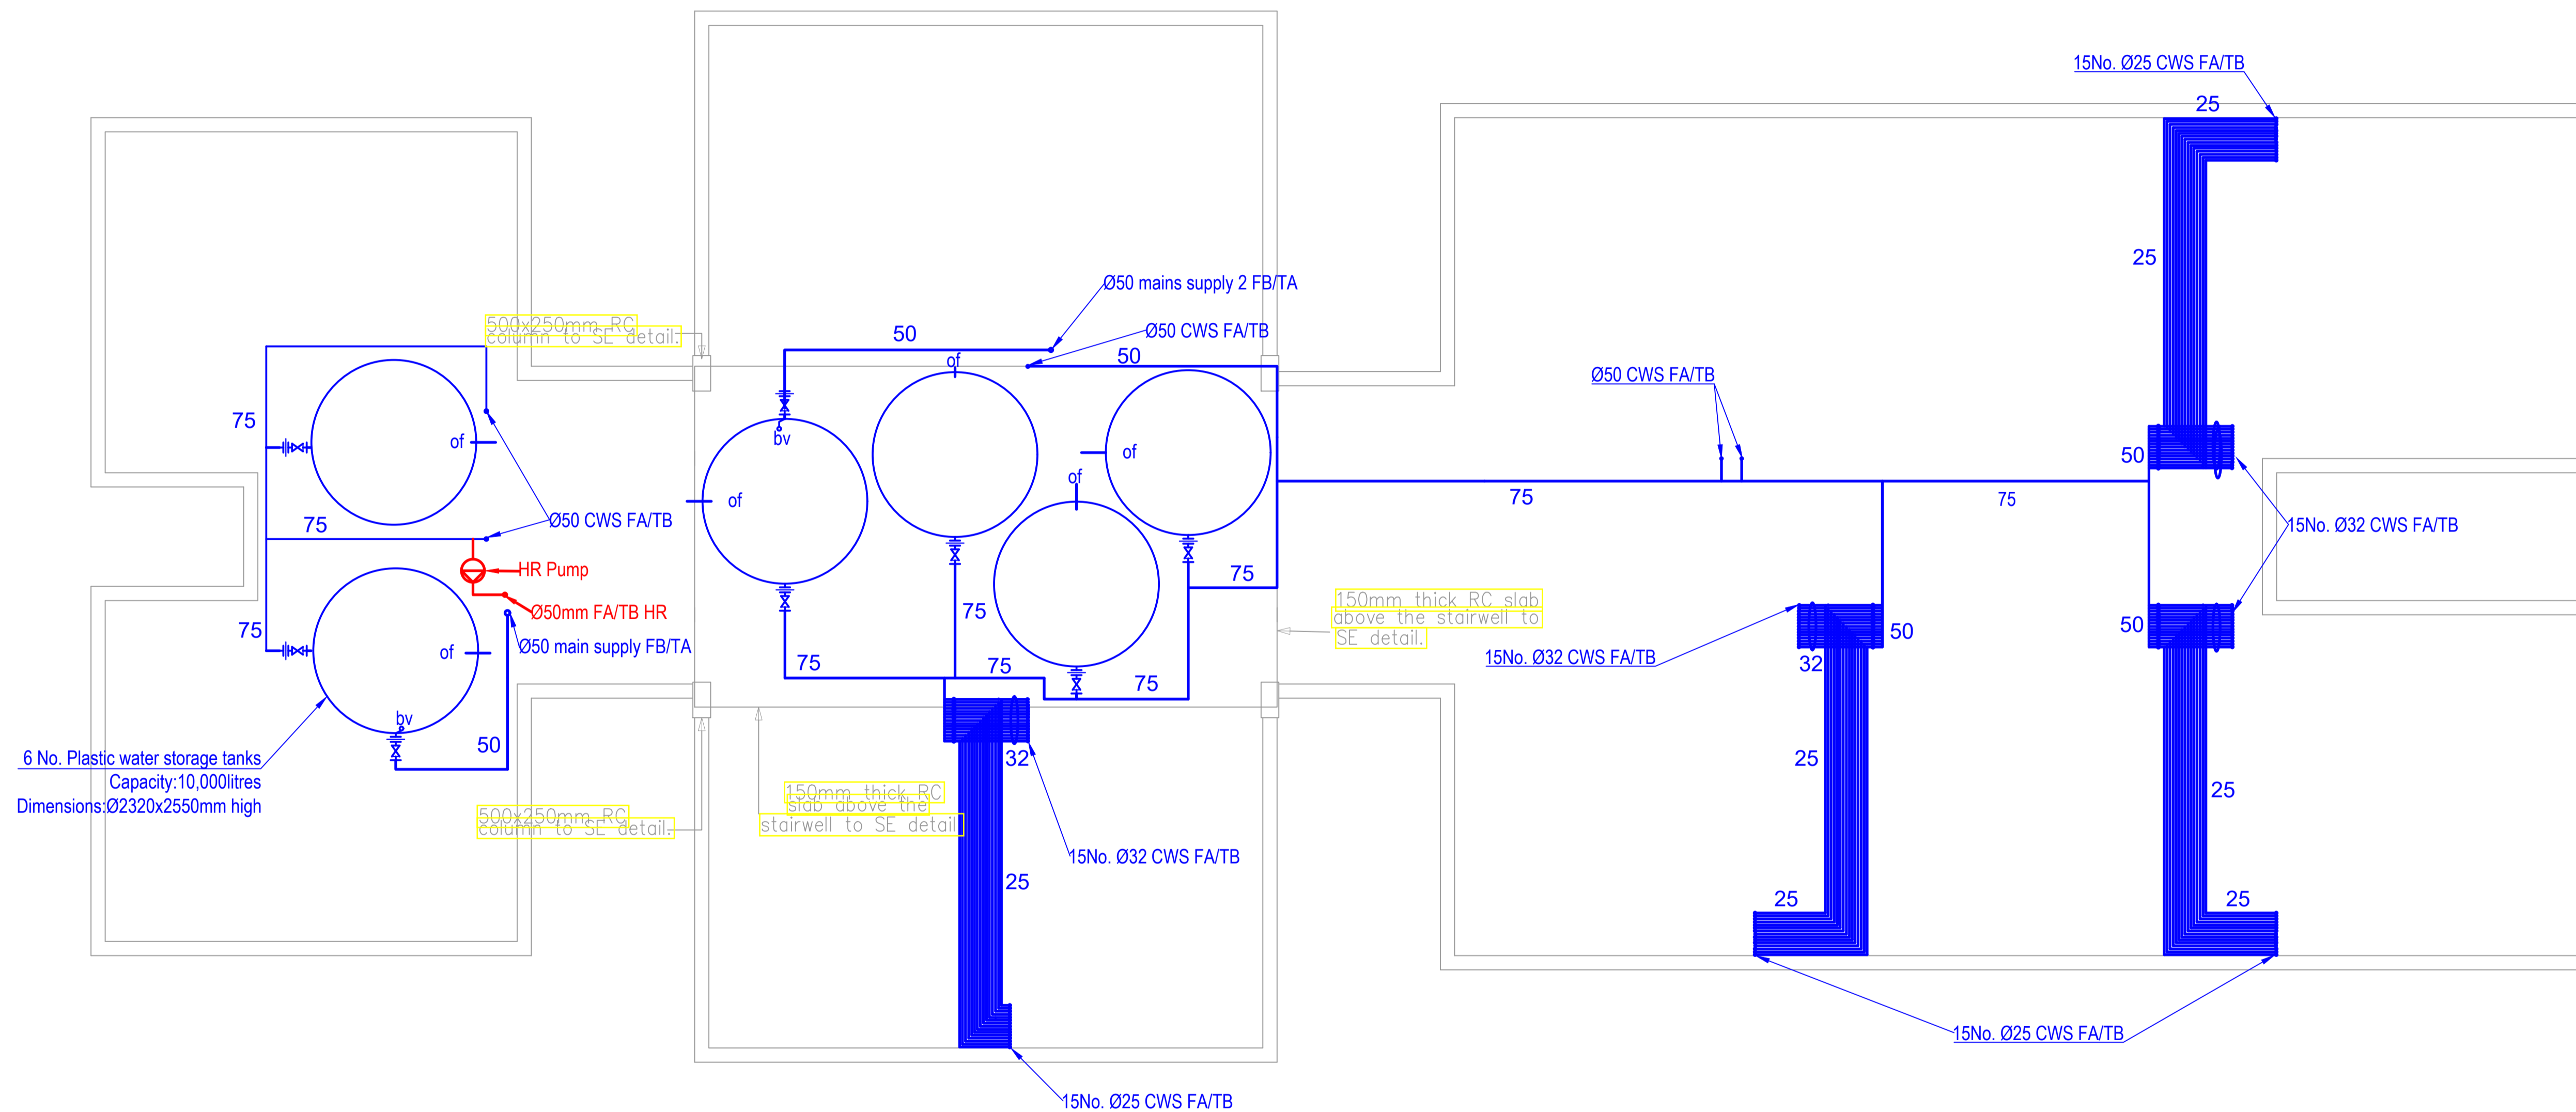 15No. Ø25 CWS FA/TB
25
25
Ø50 mains supply 2 FB/TA
500x250mm RC
column to SE detail.
50
Ø50 CWS FA/TB
of
50
Ø50 CWS FA/TB
75
bv
of
of
of
50
of
75
75
75
Ø50 CWS FA/TB
15No. Ø32 CWS FA/TB
HR Pump
75
150mm thick RC slab
above the stairwell to
SE detail.
Ø50mm FA/TB HR
75
75
50
50
Ø50 main supply FB/TA
of
75
75
75
32
15No. Ø32 CWS FA/TB
bv
50
32
25
6 No. Plastic water storage tanks
Capacity:10,000litres
Dimensions:Ø2320x2550mm high
150mm thick RC
slab above the
stairwell to SE detail
25
500x250mm RC
column to SE detail.
15No. Ø32 CWS FA/TB
25
25
25
15No. Ø25 CWS FA/TB
15No. Ø25 CWS FA/TB